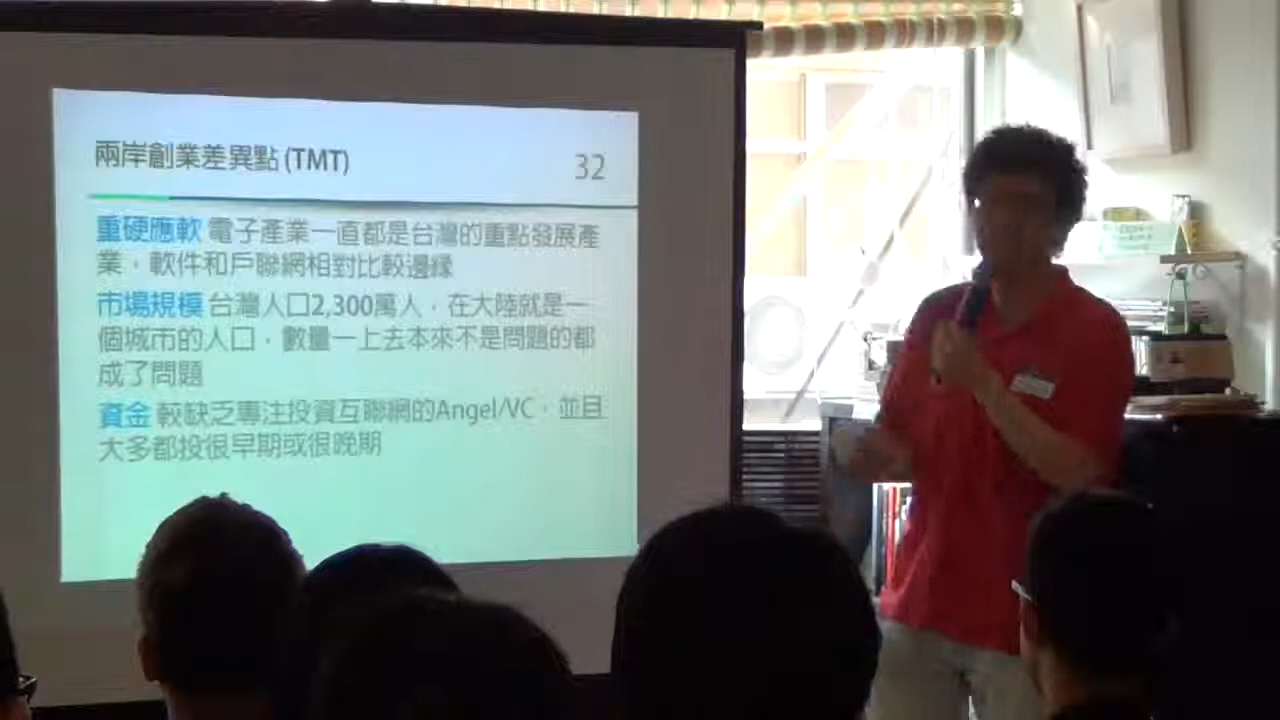 兩岸創業差異點(TMT)
32
重硬應軟 電子產業一直都是台灣的重點發展產
業，軟件和戶聯網相對比較邊緣
市場規模 台灣人口2,300萬人，在大陸就是一
個城市的人口，數量一上去本來不是問題的都
成了問題
資金 較缺乏專注投資互聯網的Angel/VC，並且
大多都投很早期或很晚期